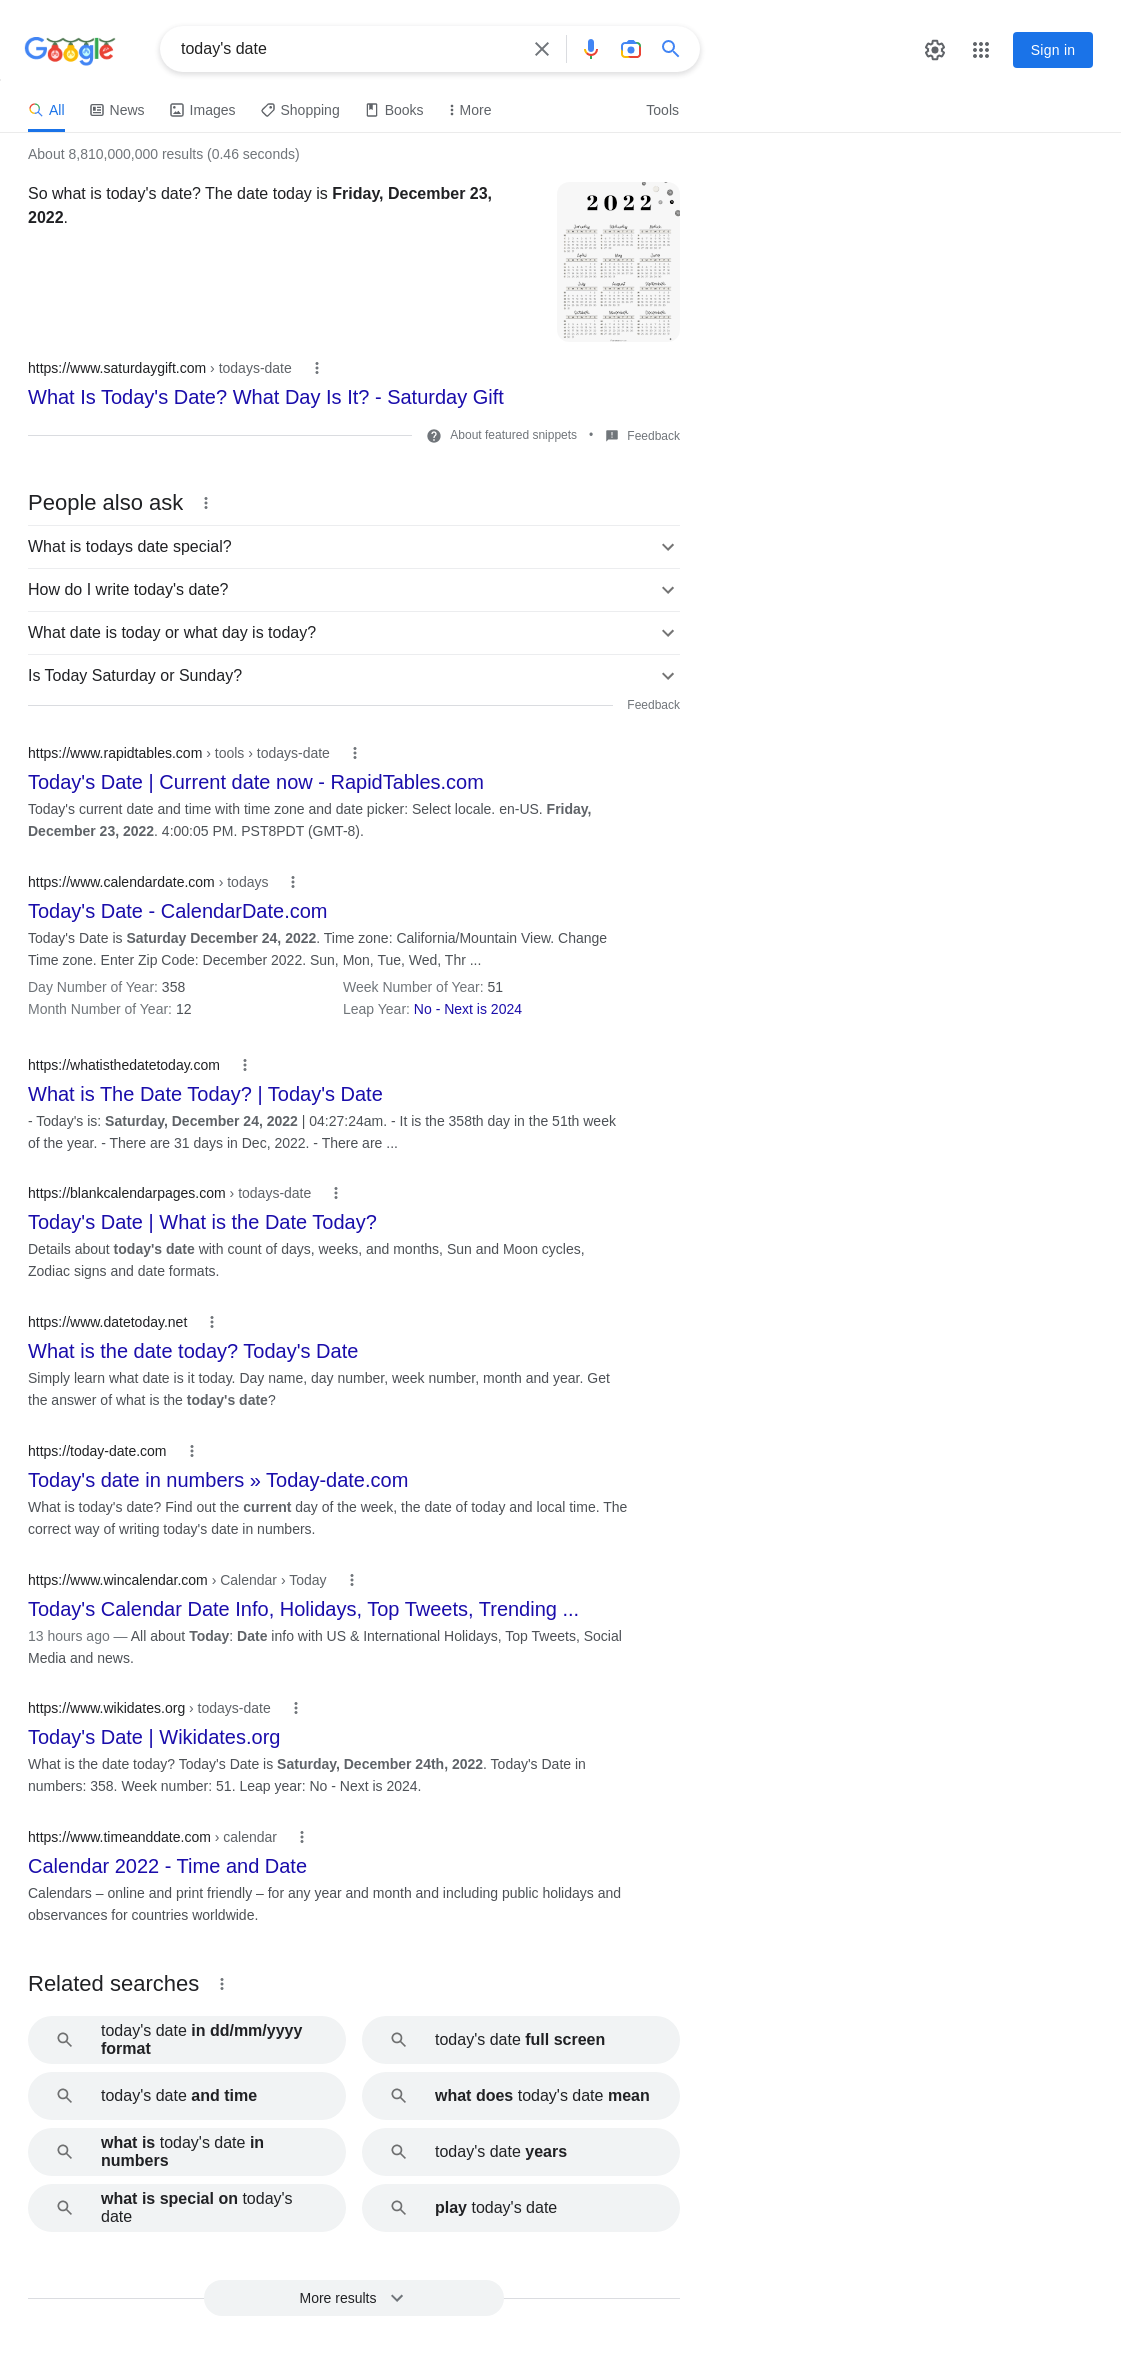 Google
today's date
Sign in
All
News
Images
Shopping
Books
More
Tools
About 8,810,000,000 results (0.46 seconds)
So what is today's date? The date today is Friday, December 23,
2022.
2022
https://www.saturdaygift.com › todays-date
What Is Today's Date? What Day Is It? - Saturday Gift
About featured snippets
•
Feedback
People also ask
What is todays date special?
How do I write today's date?
What date is today or what day is today?
Is Today Saturday or Sunday?
Feedback
https://www.rapidtables.com › tools › todays-date
Today's Date | Current date now - RapidTables.com
Today's current date and time with time zone and date picker: Select locale. en-US. Friday,
December 23, 2022. 4:00:05 PM. PST8PDT (GMT-8).
https://www.calendardate.com › todays
Today's Date - CalendarDate.com
Today's Date is Saturday December 24, 2022. Time zone: California/Mountain View. Change
Time zone. Enter Zip Code: December 2022. Sun, Mon, Tue, Wed, Thr ...
Day Number of Year: 358
Week Number of Year: 51
Month Number of Year: 12
Leap Year: No - Next is 2024
https://whatisthedatetoday.com
What is The Date Today? | Today's Date
- Today's is: Saturday, December 24, 2022 | 04:27:24am. - It is the 358th day in the 51th week
of the year. - There are 31 days in Dec, 2022. - There are ...
https://blankcalendarpages.com › todays-date
Today's Date | What is the Date Today?
Details about today's date with count of days, weeks, and months, Sun and Moon cycles,
Zodiac signs and date formats.
https://www.datetoday.net
What is the date today? Today's Date
Simply learn what date is it today. Day name, day number, week number, month and year. Get
the answer of what is the today's date?
https://today-date.com
Today's date in numbers » Today-date.com
What is today's date? Find out the current day of the week, the date of today and local time. The
correct way of writing today's date in numbers.
https://www.wincalendar.com › Calendar › Today
Today's Calendar Date Info, Holidays, Top Tweets, Trending ...
13 hours ago — All about Today: Date info with US & International Holidays, Top Tweets, Social
Media and news.
https://www.wikidates.org › todays-date
Today's Date | Wikidates.org
What is the date today? Today's Date is Saturday, December 24th, 2022. Today's Date in
numbers: 358. Week number: 51. Leap year: No - Next is 2024.
https://www.timeanddate.com › calendar
Calendar 2022 - Time and Date
Calendars – online and print friendly – for any year and month and including public holidays and
observances for countries worldwide.
Related searches
today's date in dd/mm/yyyy
format
today's date full screen
today's date and time
what does today's date mean
what is today's date in
numbers
today's date years
what is special on today's
date
play today's date
More results